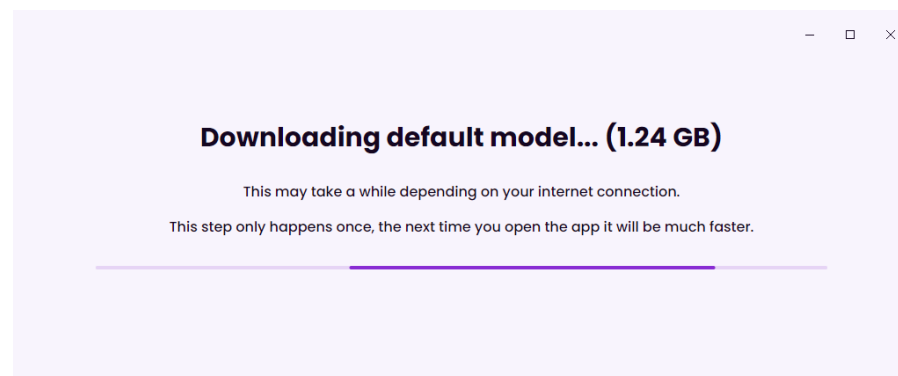 Downloading default model... (1.24 GB)
This may take a while depending on your internet connection.
This step only happens once, the next time you open the app it will be much faster.